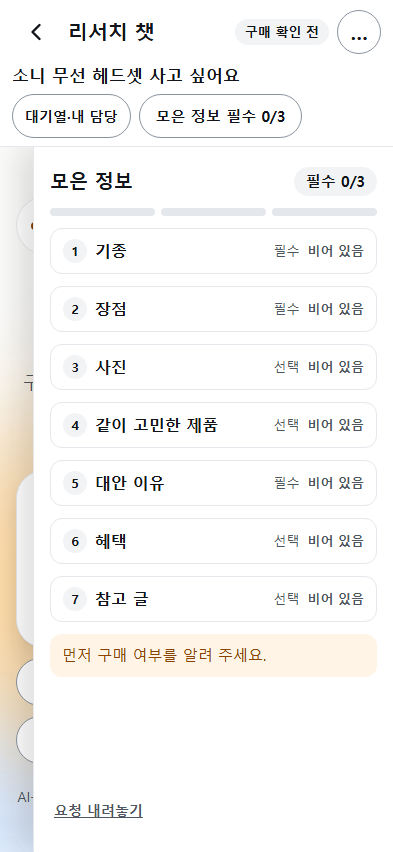 리서치 챗
구매 확인 전
...
소니 무선 헤드셋 사고 싶어요
대기열·내 담당
모은 정보 필수 0/3
모은 정보
필수 0/3
1 기종 필수 비어 있음
2 장점 필수 비어 있음
3 사진 선택 비어 있음
4 같이 고민한 제품 선택 비어 있음
5 대안 이유 필수 비어 있음
6 혜택 선택 비어 있음
7 참고 글 선택 비어 있음
먼저 구매 여부를 알려 주세요.
요청 내려놓기